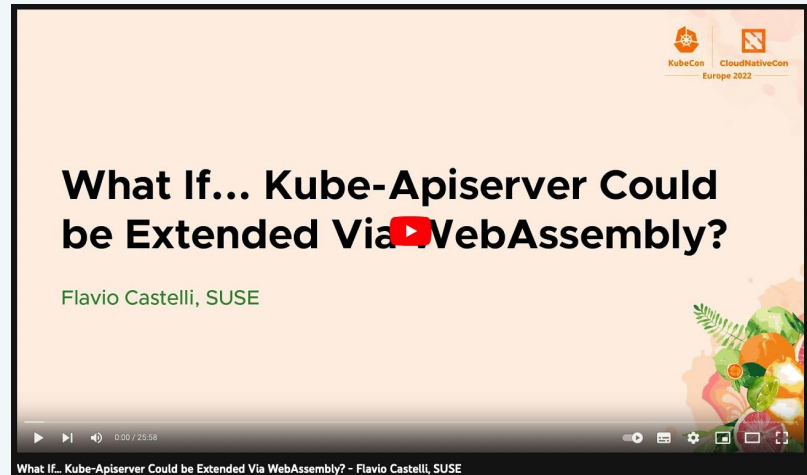 KubeCon
CloudNativeCon
Europe 2022
What If... Kube-Apiserver Could
be Extended Via WebAssembly?
Flavio Castelli, SUSE
0:00 / 25:58
What If... Kube-Apiserver Could be Extended Via WebAssembly? - Flavio Castelli, SUSE